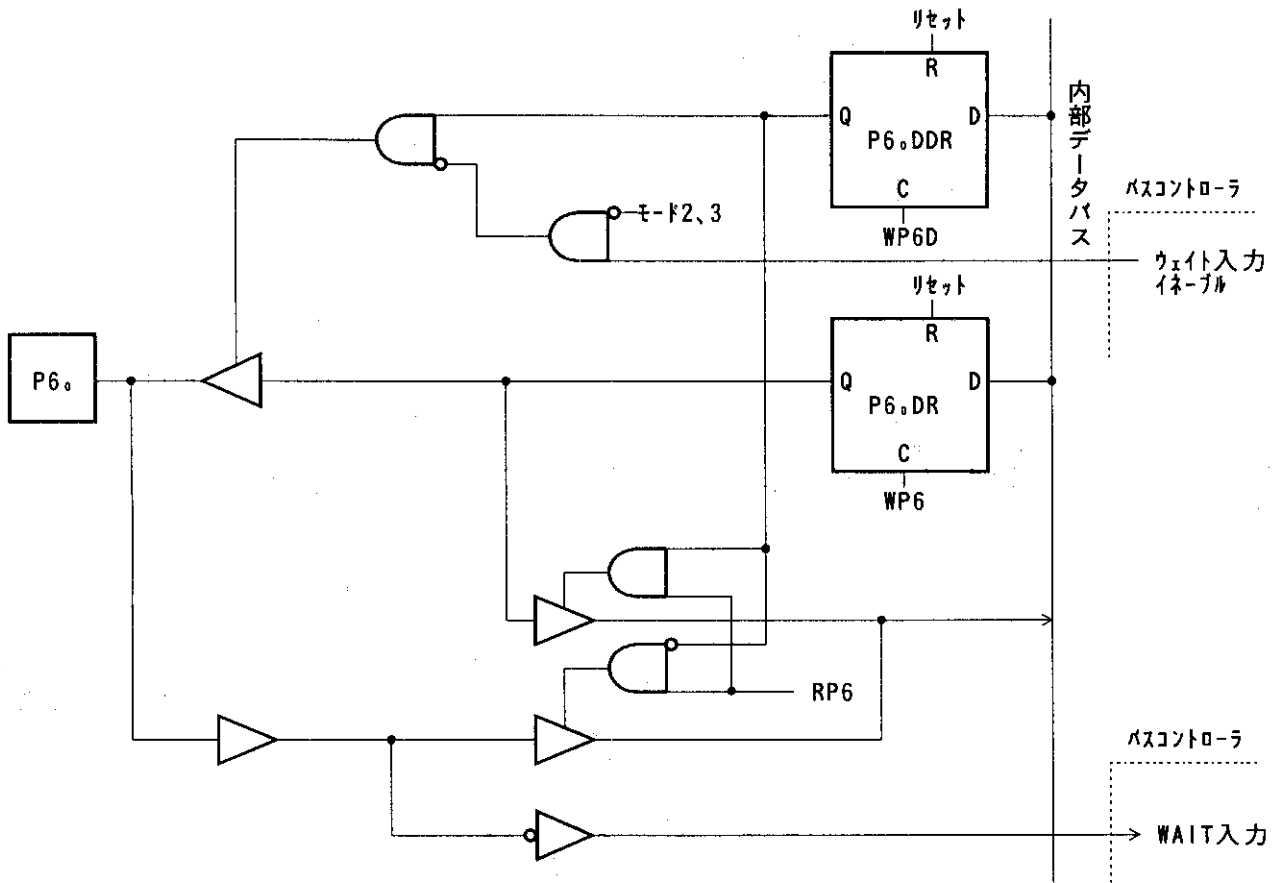 リセット
R
Q
P6₀DDR
D
C
WP6D
内部データバス
バスコントローラ
モード2、3
ウェイト入力
イネーブル
リセット
R
P6₀
Q
P6₀DR
D
C
WP6
RP6
バスコントローラ
WAIT入力